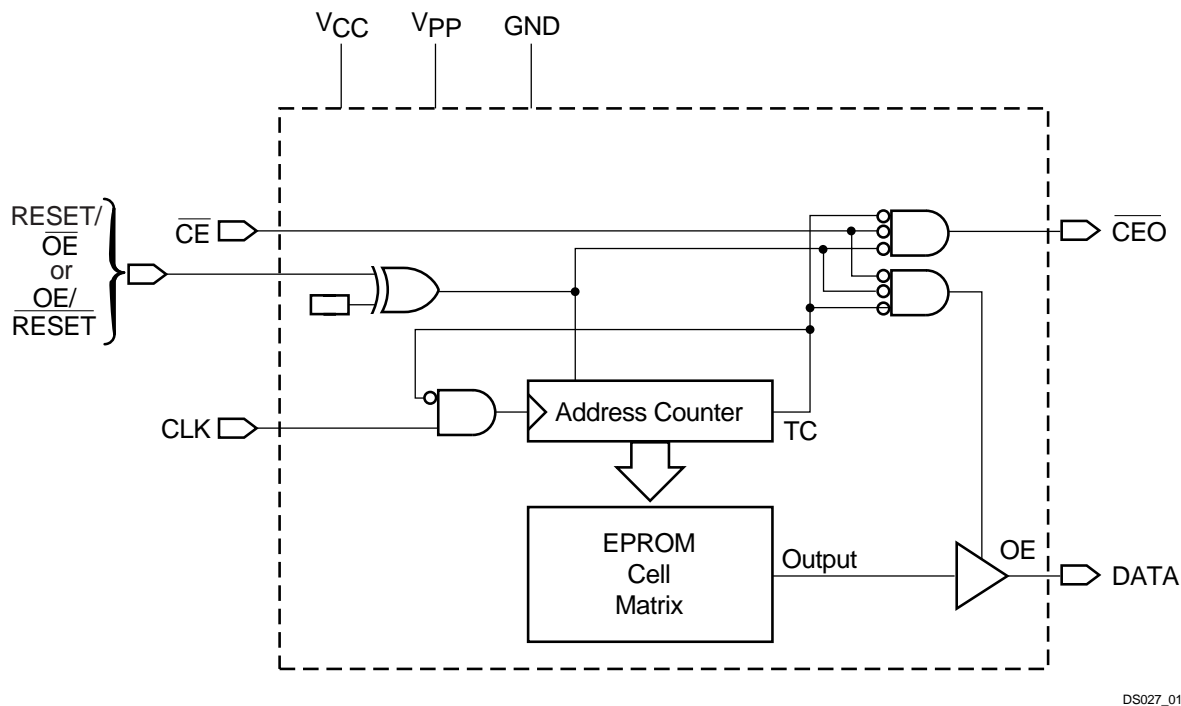 VCC
VPP
GND
RESET/
OE
or
OE/
RESET
CE
CEO
CLK
Address Counter
TC
EPROM
Cell
Matrix
Output
OE
DATA
DS027_01